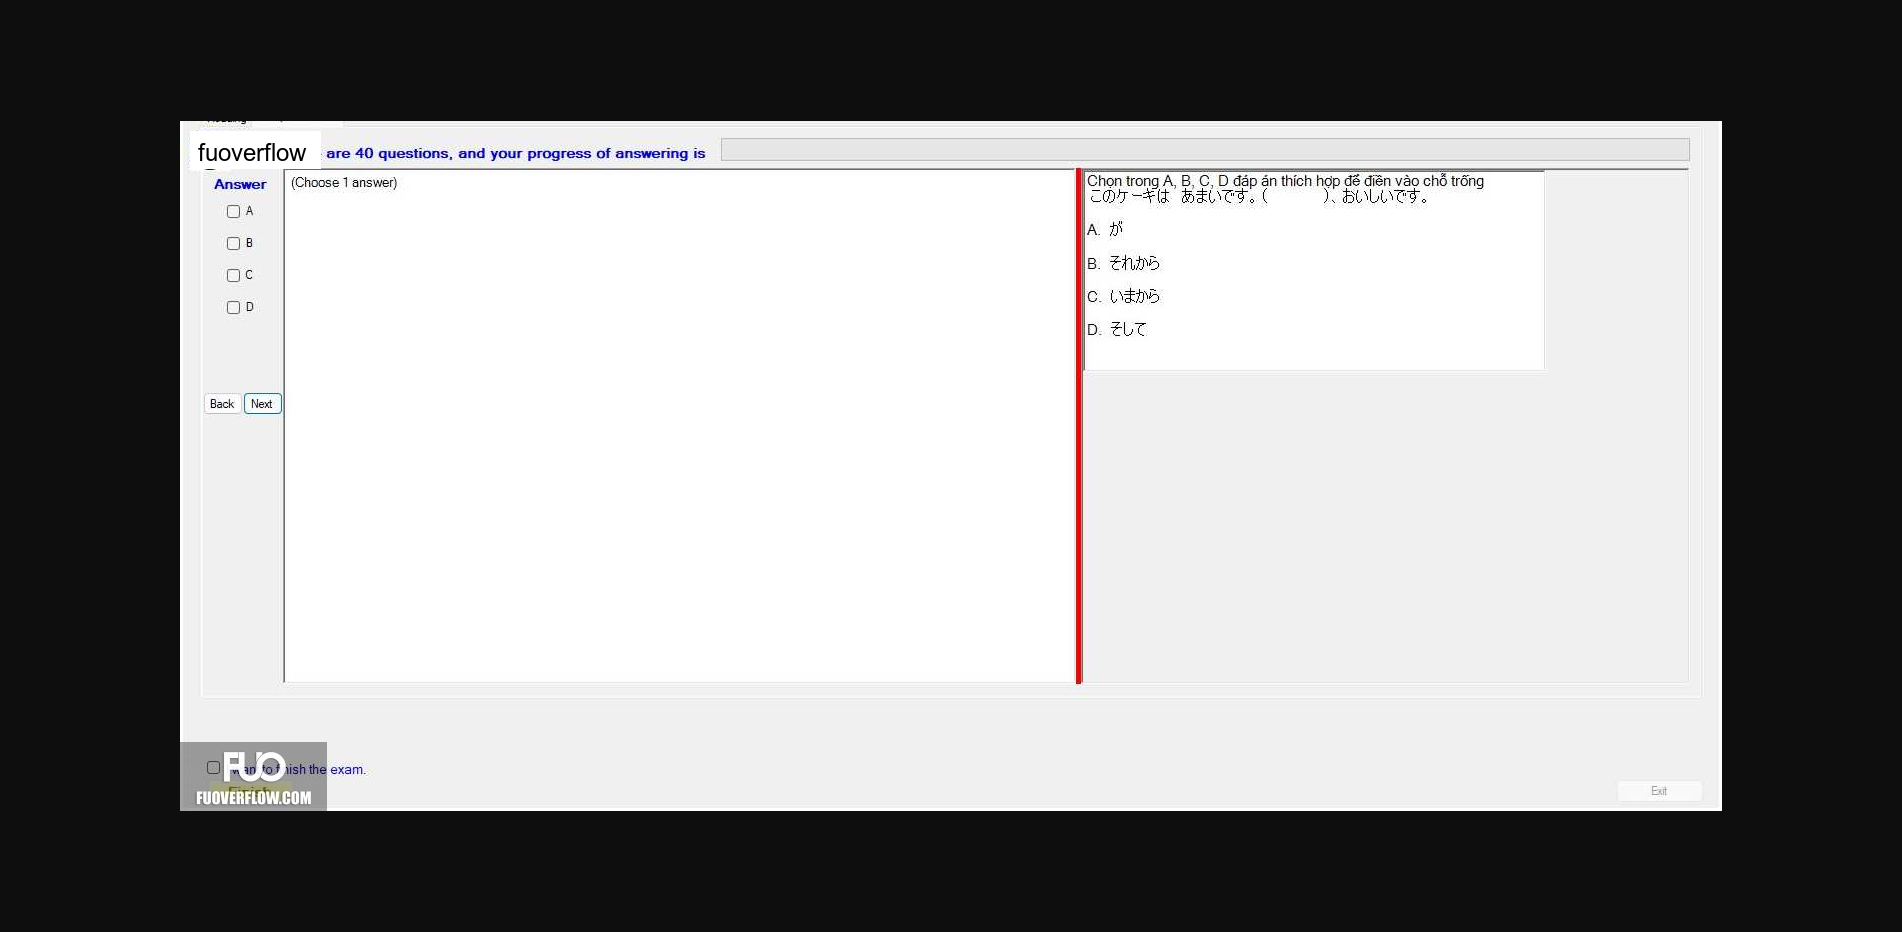 fuoverflow are 40 questions, and your progress of answering is
Answer
(Choose 1 answer)
A
B
C
D
Back Next
Chọn trong A, B, C, D đáp án thích hợp để điền vào chỗ trống
このケーキは あまいです。( )、おいしいです。
A. が
B. それから
C. いまから
D. そして
FUO
want to finish the exam.
Finish
FUOVERFLOW.COM
Exit